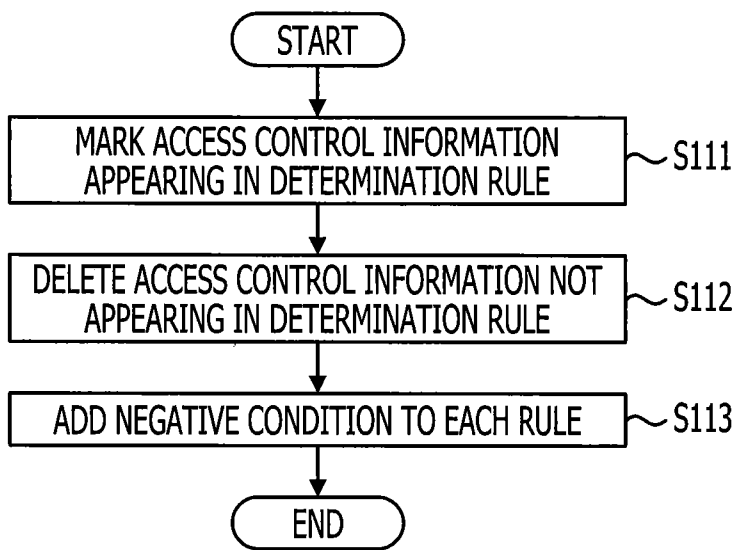 START
MARK ACCESS CONTROL INFORMATION
APPEARING IN DETERMINATION RULE
S111
DELETE ACCESS CONTROL INFORMATION NOT
APPEARING IN DETERMINATION RULE
S112
ADD NEGATIVE CONDITION TO EACH RULE
S113
END